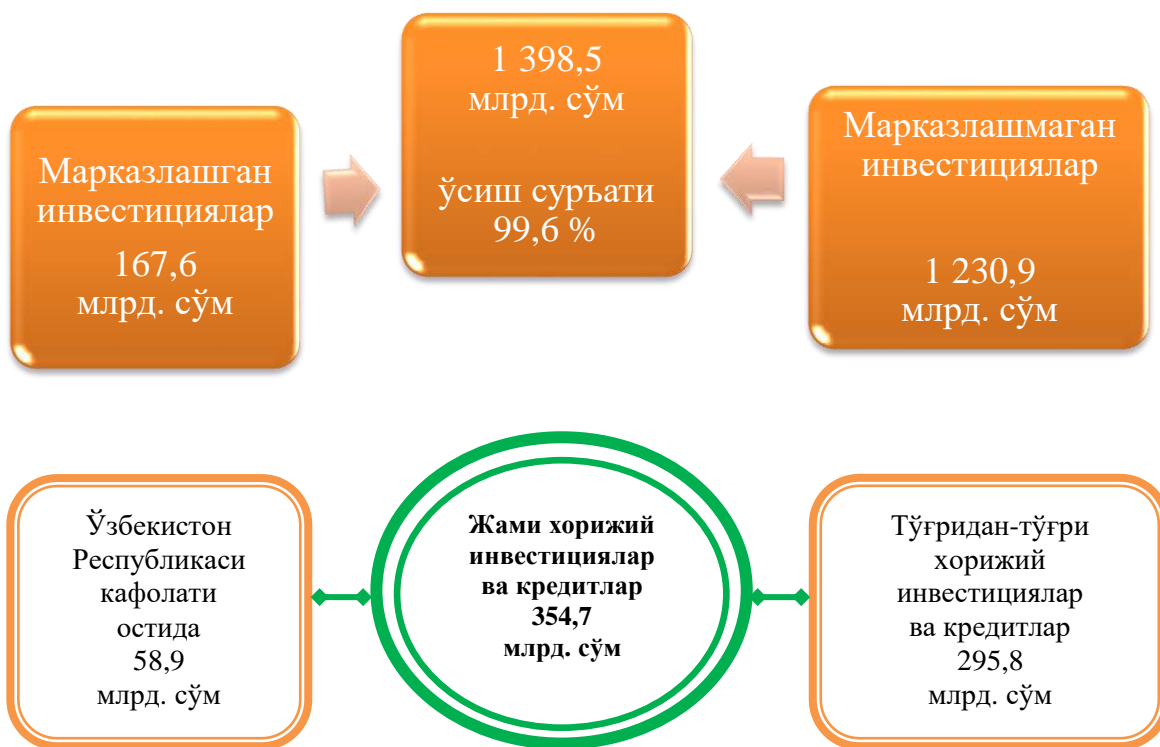 Марказлашган
инвестициялар
167,6
млрд. сўм
1 398,5
млрд. сўм
ўсиш суръати
99,6 %
Марказлашмаган
инвестициялар
1 230,9
млрд. сўм
Ўзбекистон
Республикаси
кафолати
остида
58,9
млрд. сўм
Жами хорижий
инвестициялар
ва кредитлар
354,7
млрд. сўм
Тўғридан-тўғри
хорижий
инвестициялар
ва кредитлар
295,8
млрд. сўм